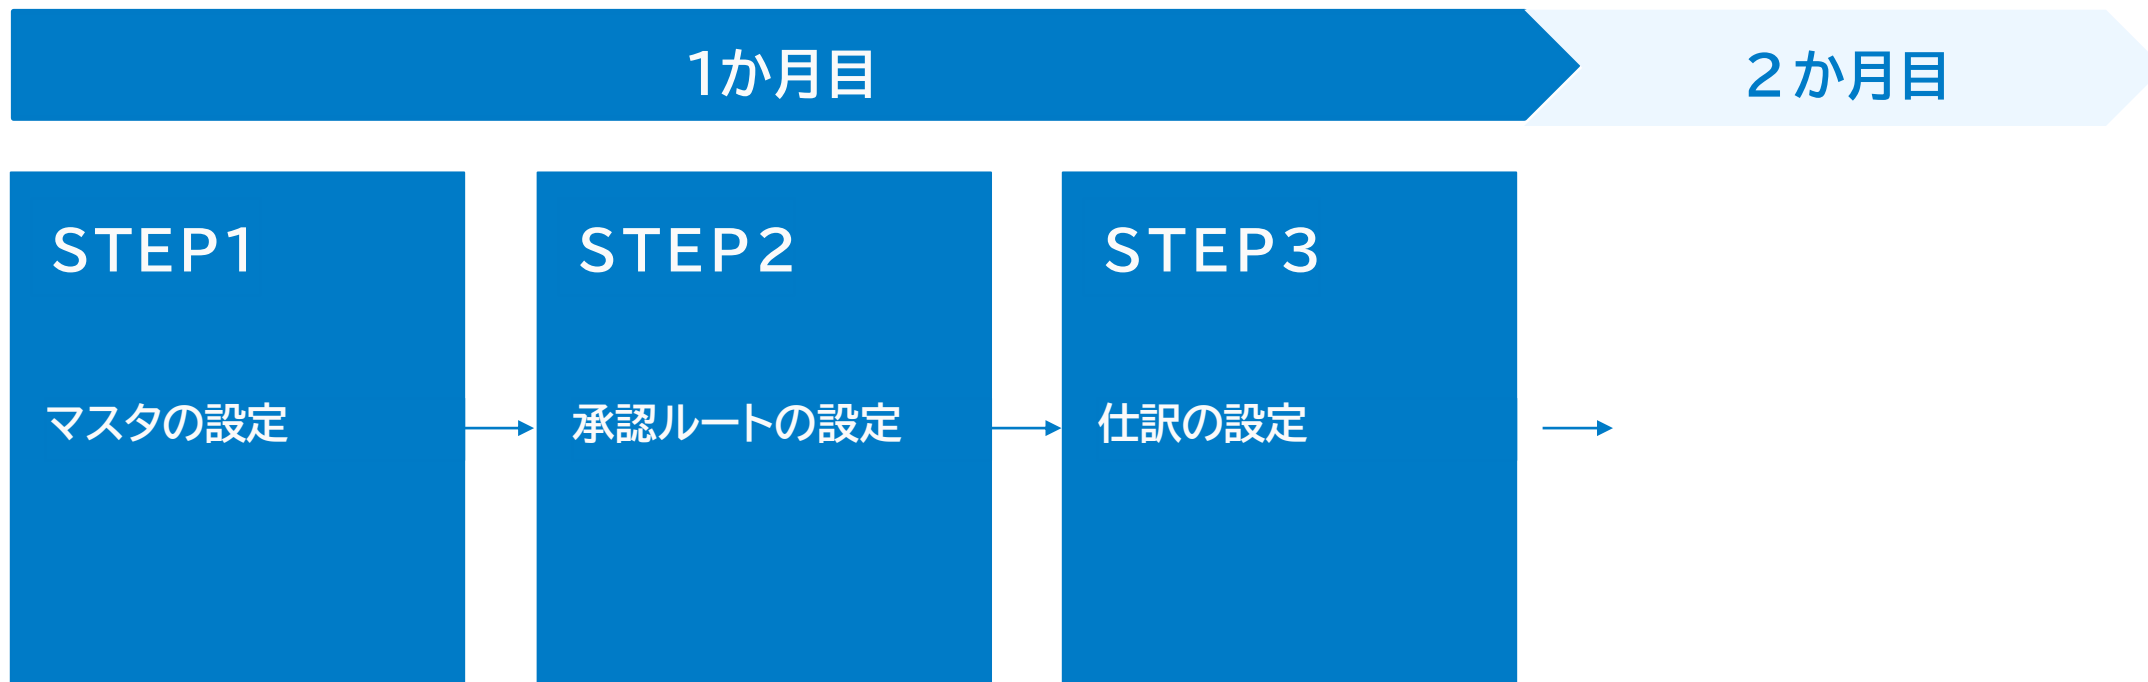 1か月目
2か月目
STEP1
マスタの設定
STEP2
承認ルートの設定
STEP3
仕訳の設定